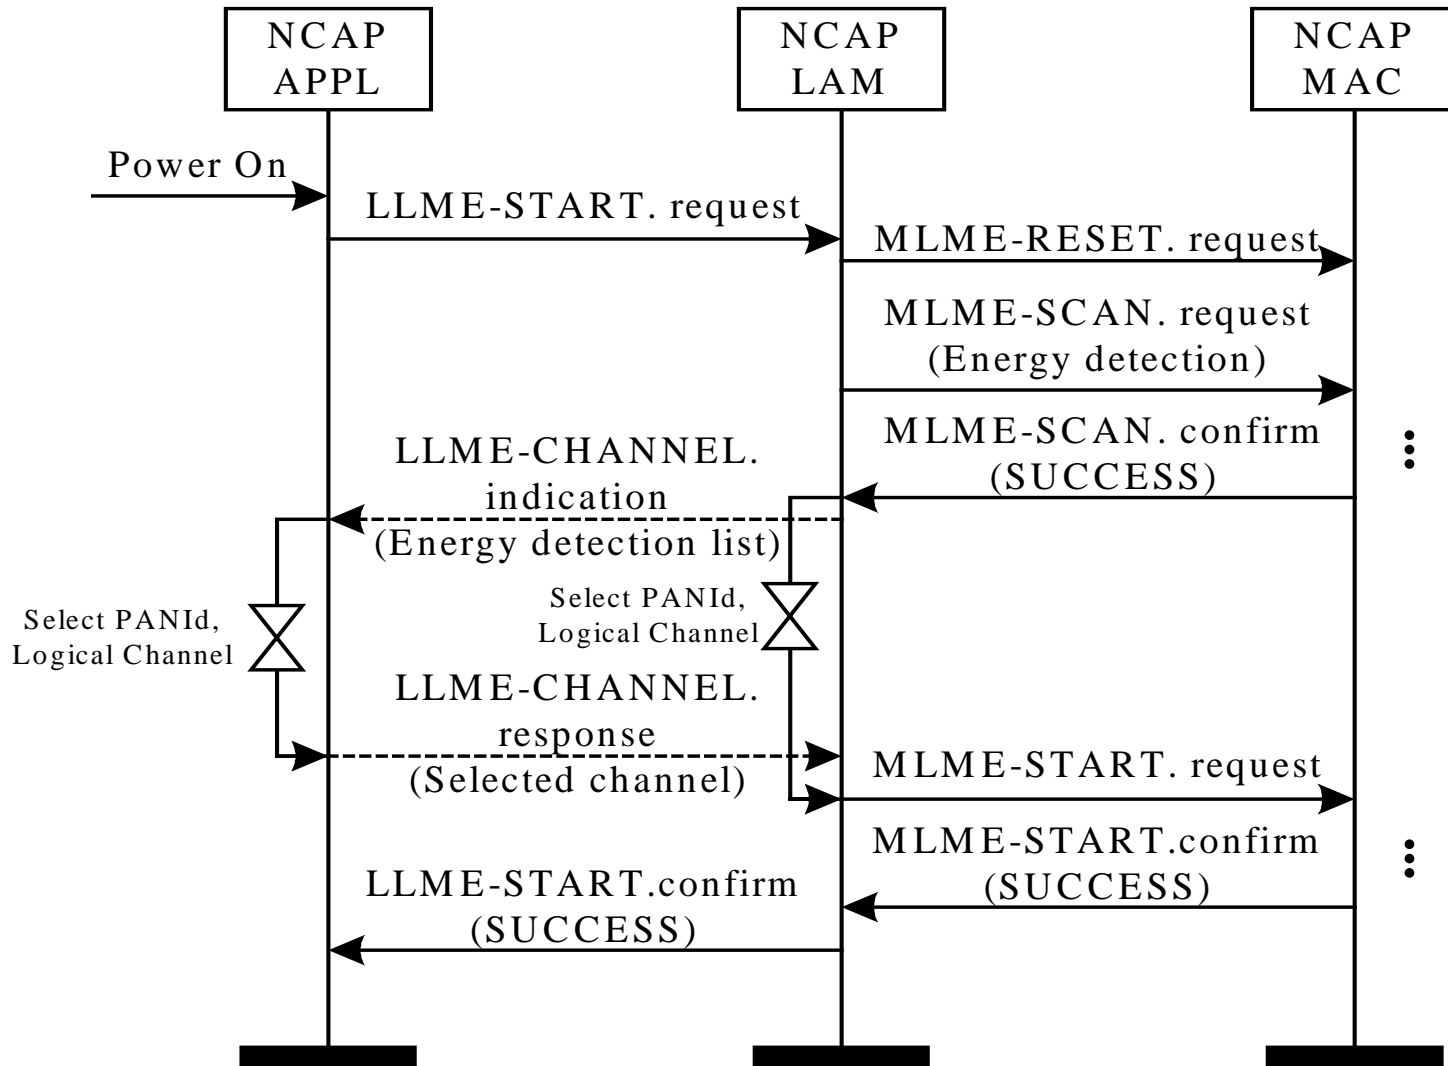 NCAP
APPL
NCAP
LAM
NCAP
MAC
Power On
LLME-START. request
MLME-RESET. request
MLME-SCAN. request
(Energy detection)
MLME-SCAN. confirm
(SUCCESS)
LLME-CHANNEL.
indication
(Energy detection list)
Select PANId,
Logical Channel
Select PANId,
Logical Channel
LLME-CHANNEL.
response
(Selected channel)
MLME-START. request
MLME-START.confirm
(SUCCESS)
LLME-START.confirm
(SUCCESS)